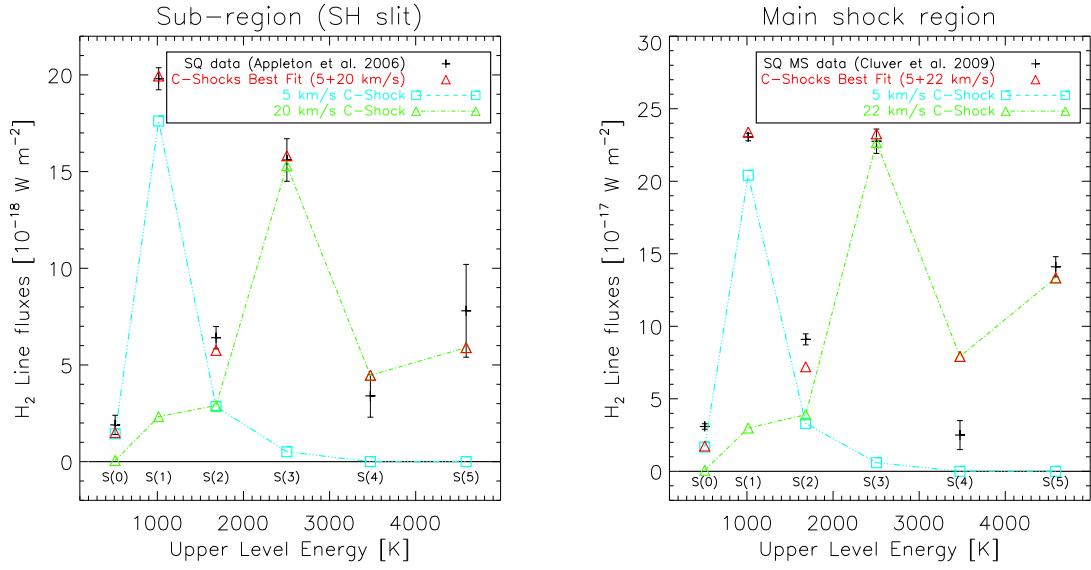 Sub-region (SH slit)
SQ data (Appleton et al. 2006)
C-Shocks Best Fit (5+20 km/s)
5 km/s C-Shock
20 km/s C-Shock
H2 Line fluxes [10-18 W m-2]
20
15
10
5
0
S(0)
S(1)
S(2)
S(3)
S(4)
S(5)
1000
2000
3000
4000
Upper Level Energy [K]
Main shock region
SQ MS data (Cluver et al. 2009)
C-Shocks Best Fit (5+22 km/s)
5 km/s C-Shock
22 km/s C-Shock
H2 Line fluxes [10-17 W m-2]
30
25
20
15
10
5
0
S(0)
S(1)
S(2)
S(3)
S(4)
S(5)
1000
2000
3000
4000
Upper Level Energy [K]